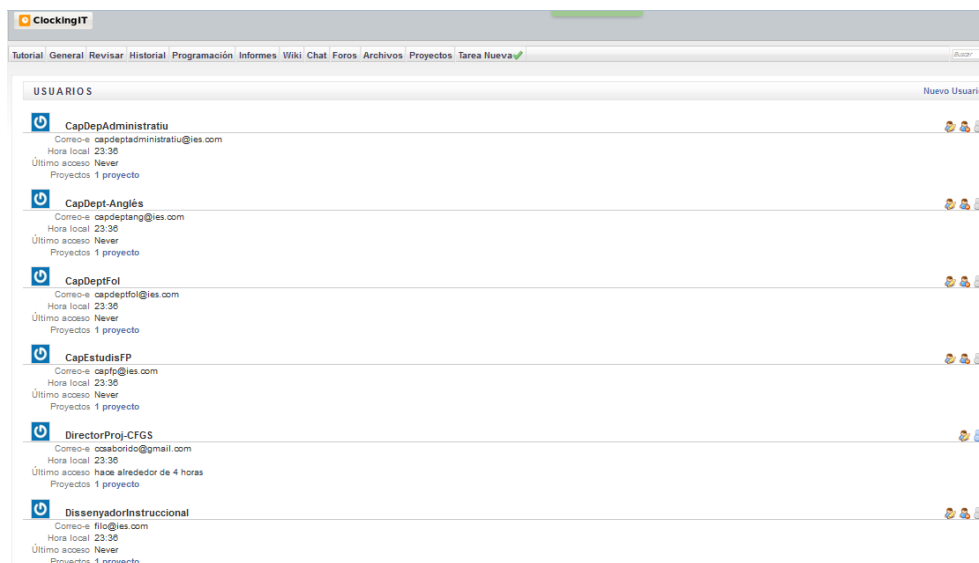 ClockingIT
Tutorial General Revisar Historial Programación Informes Wiki Chat Foros Archivos Proyectos Tarea Nueva Buscar
USUARIOS Nuevo Usuari
CapDepAdministratiu
Correo-e capdeptadministratiu@ies.com
Hora local 23:36
Último acceso Never
Proyectos 1 proyecto
CapDept-Anglés
Correo-e capdeptang@ies.com
Hora local 23:36
Último acceso Never
Proyectos 1 proyecto
CapDeptFol
Correo-e capdeptfol@ies.com
Hora local 23:36
Último acceso Never
Proyectos 1 proyecto
CapEstudisFP
Correo-e capfp@ies.com
Hora local 23:36
Último acceso Never
Proyectos 1 proyecto
DirectorProj-CFGS
Correo-e ccsaborido@gmail.com
Hora local 23:36
Último acceso hace alrededor de 4 horas
Proyectos 1 proyecto
DissenyadorInstruccional
Correo-e filo@ies.com
Hora local 23:36
Último acceso Never
Proyectos 1 proyecto